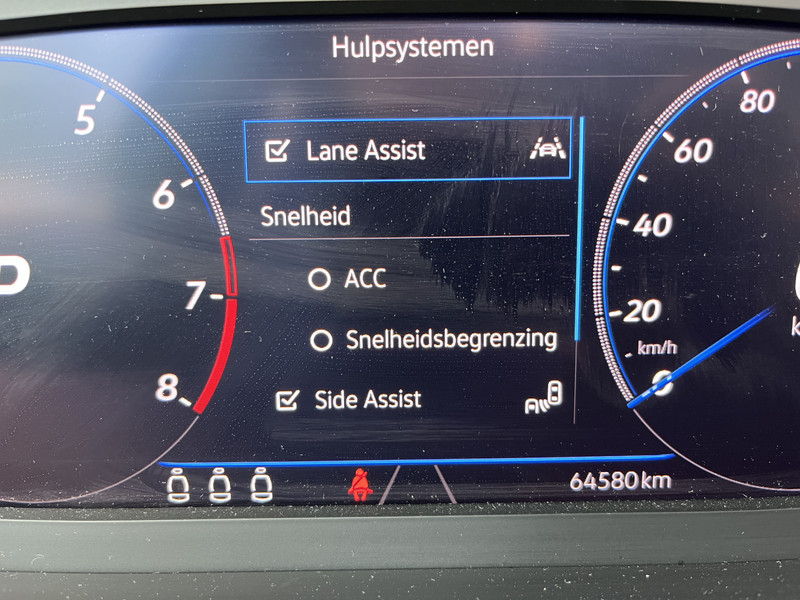 Hulpsystemen
Lane Assist
Snelheid
ACC
Snelheidsbegrenzing
Side Assist
5
6
7
8
80
60
40
20
km/h
0
64580 km